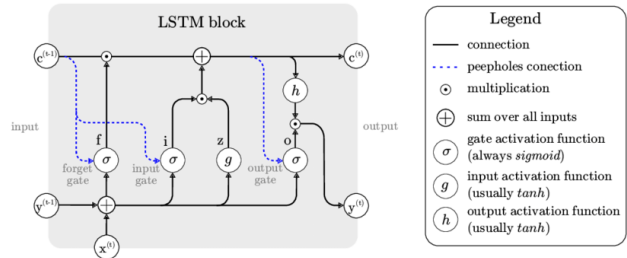 LSTM block
c(t-1)
c(t)
h
input
output
f
i
z
o
σ
σ
g
σ
forget
gate
input
gate
output
gate
y(t-1)
y(t)
x(t)
Legend
connection
peepholes conection
multiplication
sum over all inputs
σ
gate activation function
(always sigmoid)
g
input activation function
(usually tanh)
h
output activation function
(usually tanh)